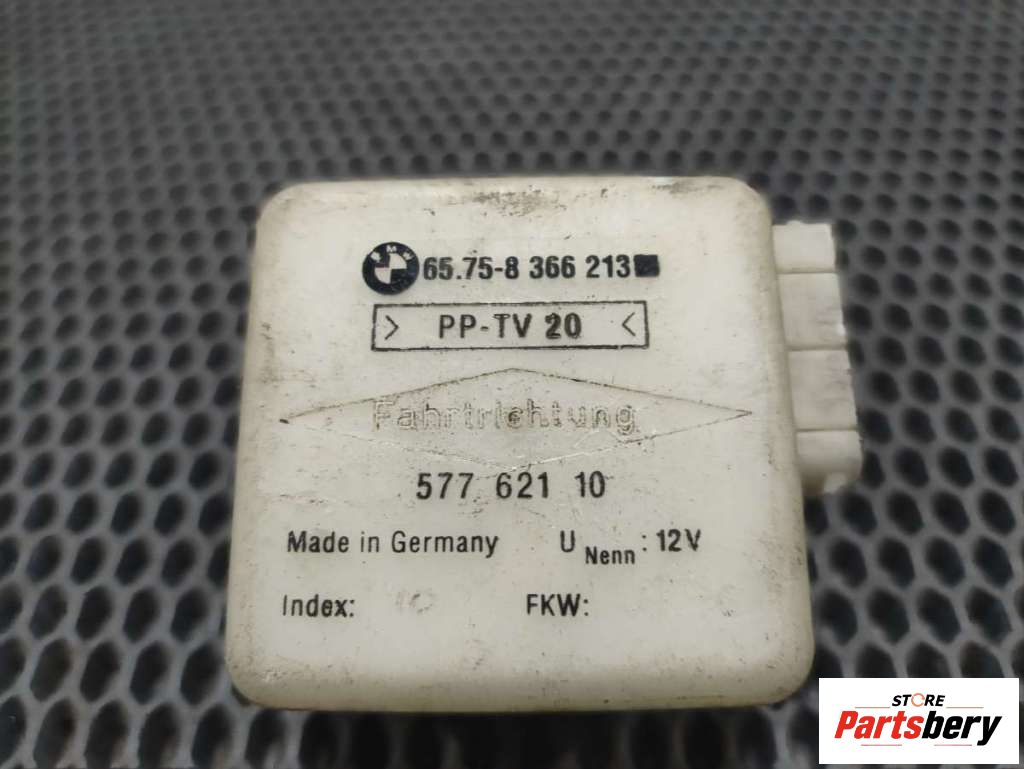 BMW 65.75-8 366 213
> PP-TV 20 <
Fahrtrichtung
577 621 10
Made in Germany U Nenn : 12V
Index: FKW:
STORE
Partsbery